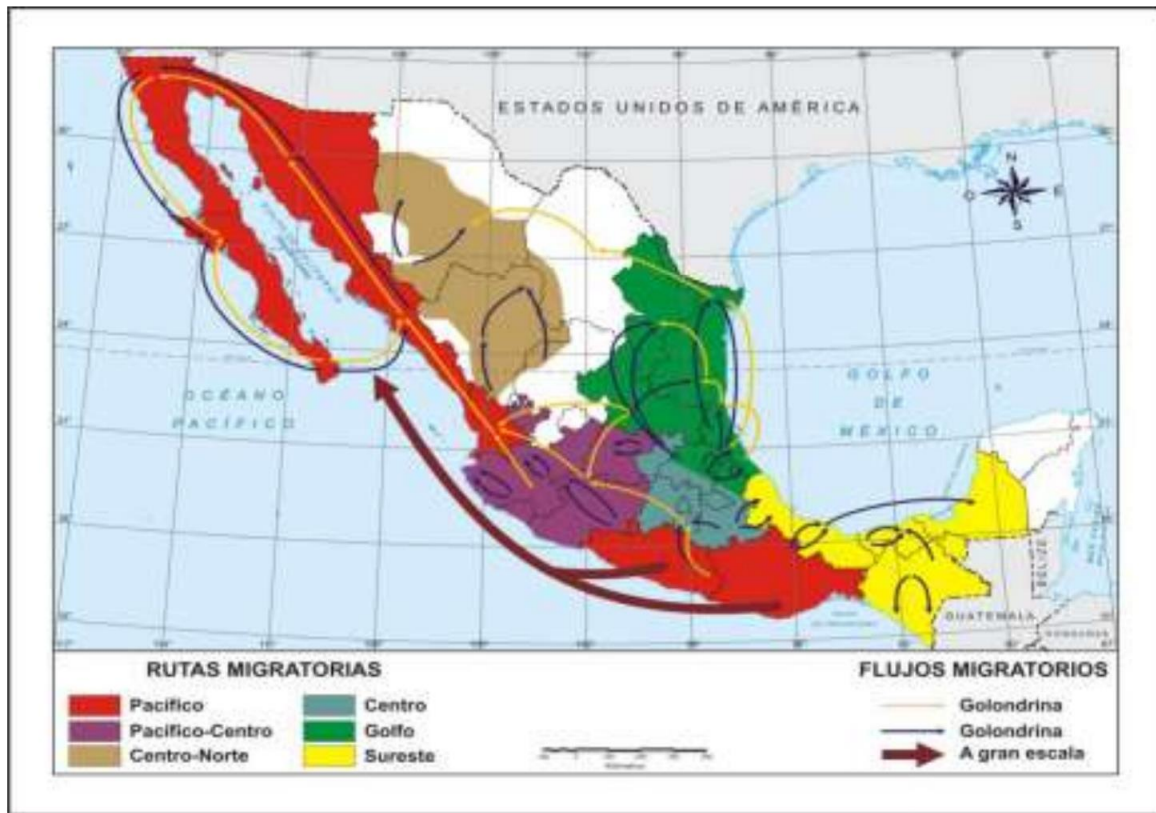 ESTADOS UNIDOS DE AMÉRICA
N
O
E
S
OCÉANO
PACÍFICO
GOLFO
DE
MÉXICO
BELIZE
GUATEMALA
RUTAS MIGRATORIAS
Pacífico
Pacífico-Centro
Centro-Norte
Centro
Golfo
Sureste
FLUJOS MIGRATORIOS
Golondrina
Golondrina
A gran escala